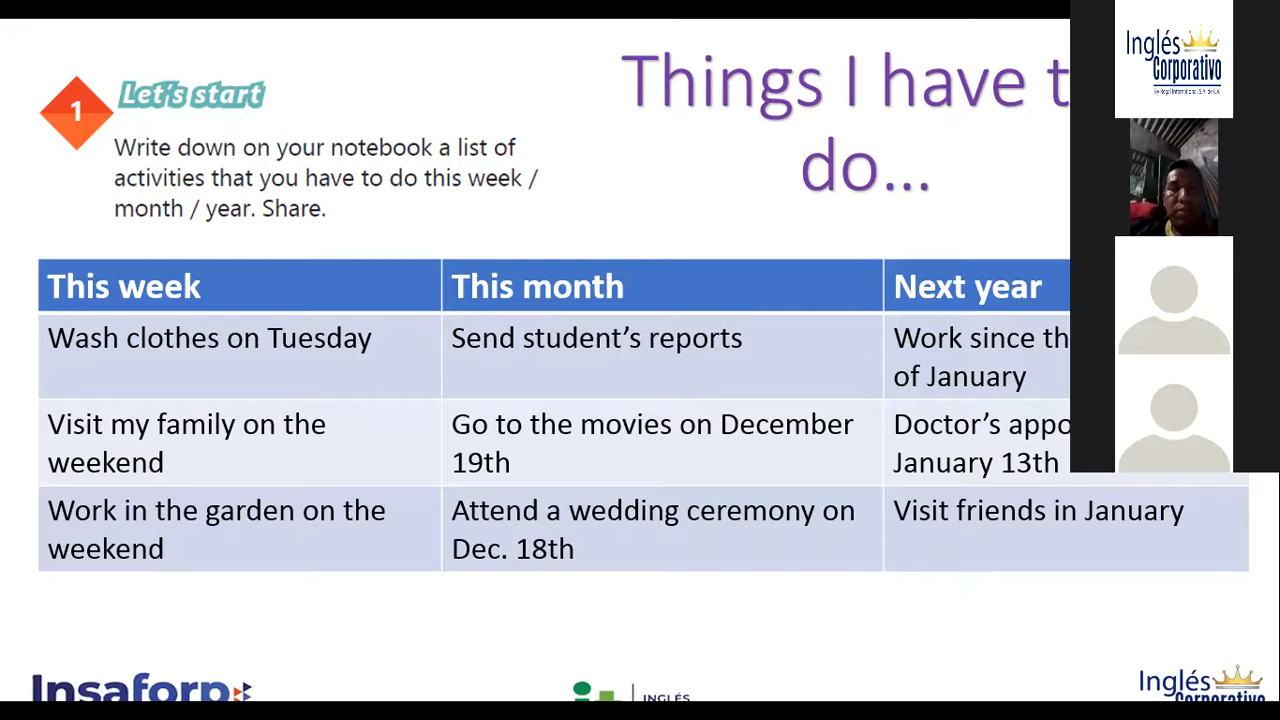 1 Let's start
Things I have
do...
Write down on your notebook a list of
activities that you have to do this week /
month / year. Share.
This week
This month
Next year
Wash clothes on Tuesday
Send student's reports
Work since
of January
Visit my family on the
weekend
Go to the movies on December
19th
Doctor's
January 13th
Work in the garden on the
weekend
Attend a wedding ceremony on
Dec. 18th
Visit friends in January
Inglés
Corporativo
Insaforp
INGLÉS
Inglés
Corporativo